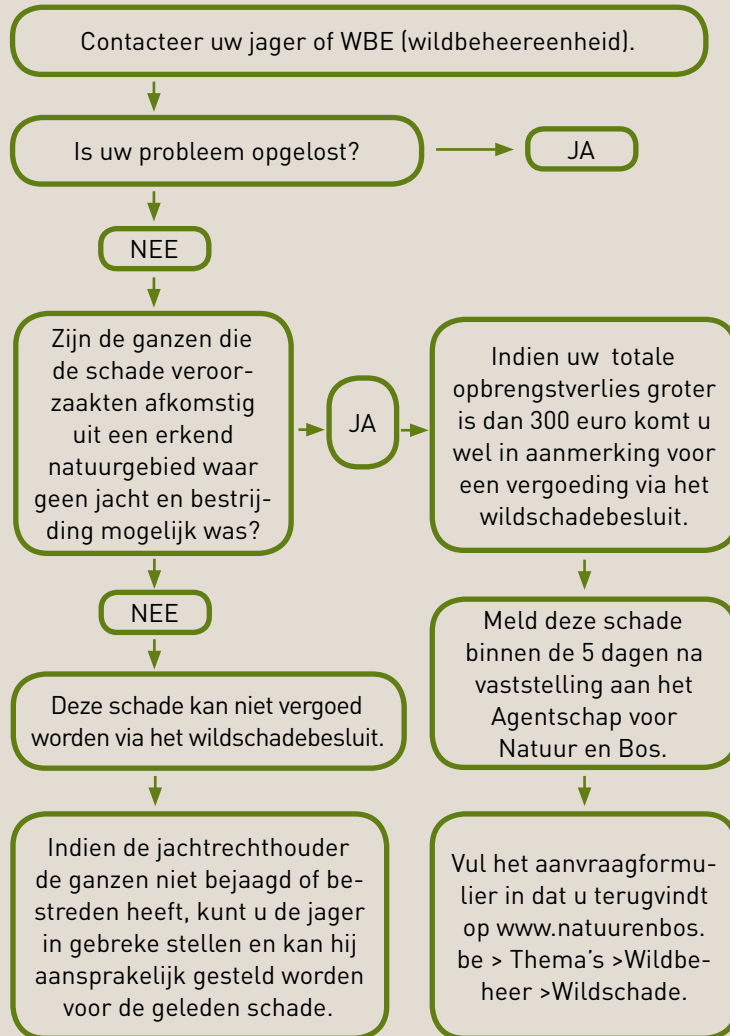 Contacteer uw jager of WBE (wildbeheereenheid).
Is uw probleem opgelost?
JA
NEE
Zijn de ganzen die
de schade veroor-
zaakten afkomstig
uit een erkend
natuurgebied waar
geen jacht en bestrij-
ding mogelijk was?
JA
Indien uw totale
opbrengstverlies groter
is dan 300 euro komt u
wel in aanmerking voor
een vergoeding via het
wildschadebesluit.
NEE
Deze schade kan niet vergoed
worden via het wildschadebesluit.
Meld deze schade
binnen de 5 dagen na
vaststelling aan het
Agentschap voor
Natuur en Bos.
Indien de jachtrechthouder
de ganzen niet bejaagd of be-
streden heeft, kunt u de jager
in gebreke stellen en kan hij
aansprakelijk gesteld worden
voor de geleden schade.
Vul het aanvraagformu-
lier in dat u terugvindt
op www.natuurenbos.
be > Thema's >Wildbe-
heer >Wildschade.